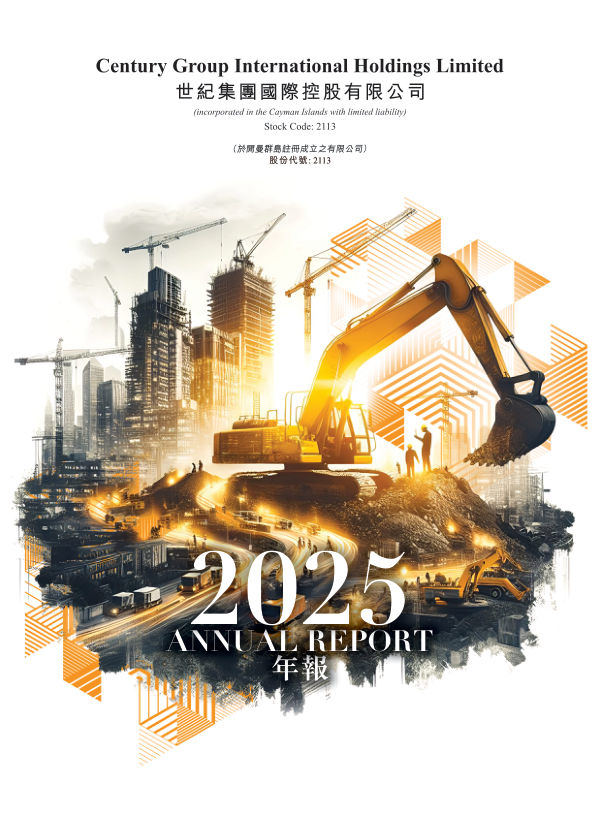 Century Group International Holdings Limited
世紀集團國際控股有限公司
(incorporated in the Cayman Islands with limited liability)
Stock Code: 2113
（於開曼群島註冊成立之有限公司）
股份代號: 2113
2025
ANNUAL REPORT
年報